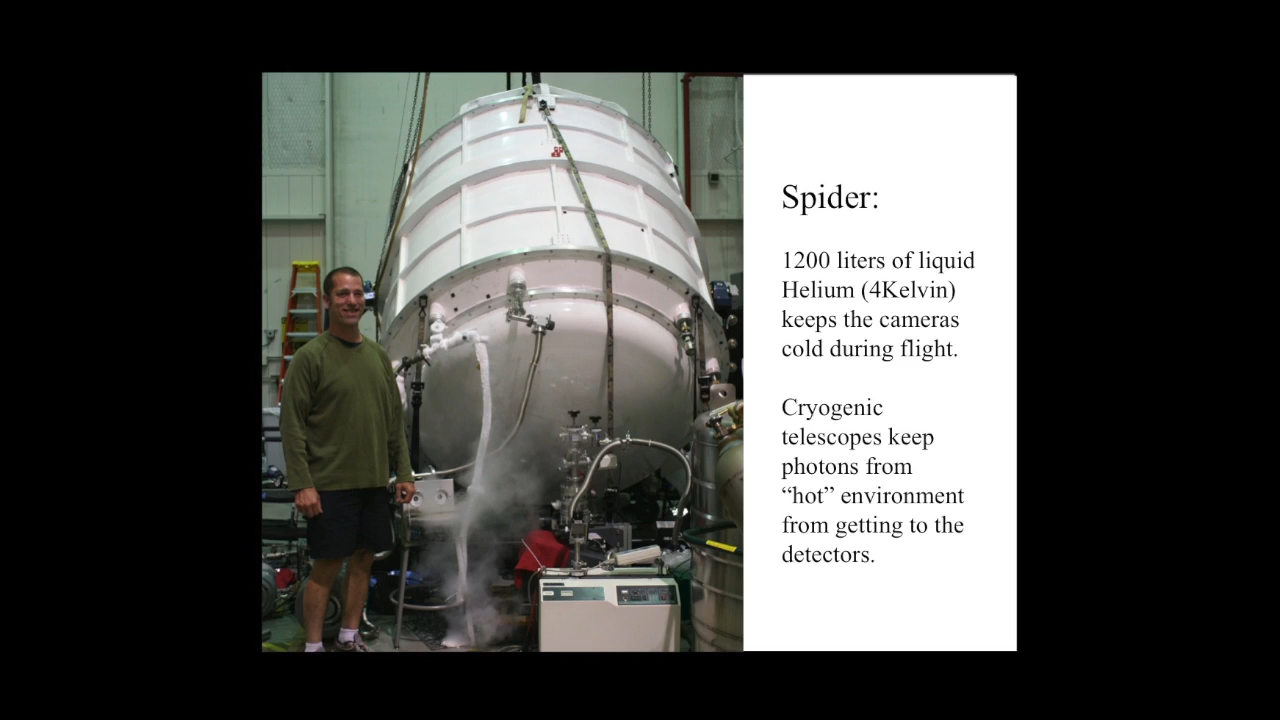 Spider:
1200 liters of liquid
Helium (4Kelvin)
keeps the cameras
cold during flight.
Cryogenic
telescopes keep
photons from
“hot” environment
from getting to the
detectors.